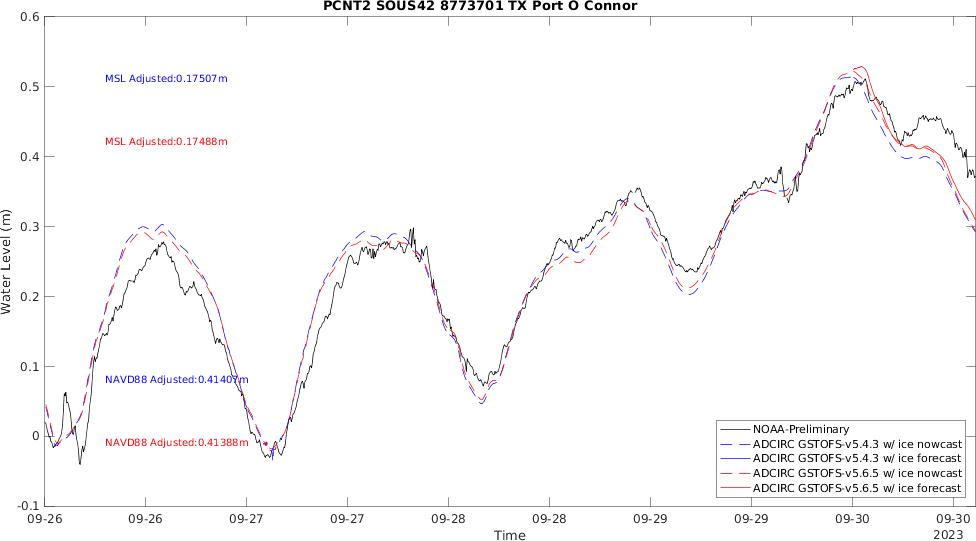 PCNT2 SOUS42 8773701 TX Port O Connor
0.6
0.5
0.4
0.3
0.2
0.1
0
-0.1
Water Level (m)
MSL Adjusted:0.17507m
MSL Adjusted:0.17488m
NAVD88 Adjusted:0.41407m
NAVD88 Adjusted:0.41388m
NOAA-Preliminary
ADCIRC GSTOFS-v5.4.3 w/ ice nowcast
ADCIRC GSTOFS-v5.4.3 w/ ice forecast
ADCIRC GSTOFS-v5.6.5 w/ ice nowcast
ADCIRC GSTOFS-v5.6.5 w/ ice forecast
09-26 09-26 09-27 09-27 09-28 09-28 09-29 09-29 09-30 09-30
2023
Time